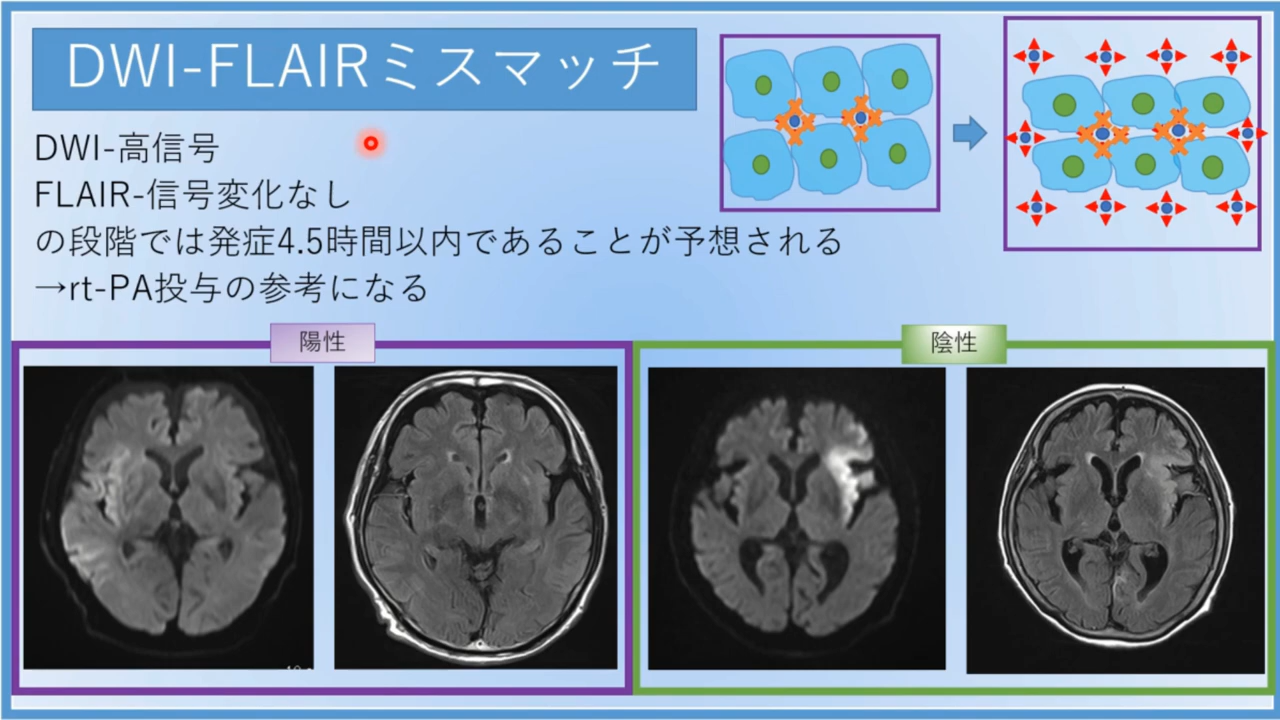 DWI-FLAIRミスマッチ
DWI-高信号
FLAIR-信号変化なし
の段階では発症4.5時間以内であることが予想される
→rt-PA投与の参考になる
陽性
陰性